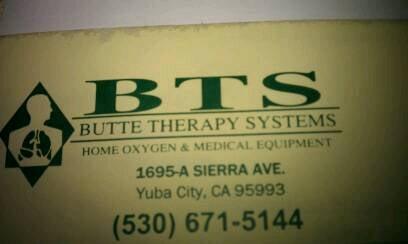 BTS
BUTTE THERAPY SYSTEMS
HOME OXYGEN & MEDICAL EQUIPMENT
1695-A SIERRA AVE.
Yuba City, CA 95993
(530) 671-5144